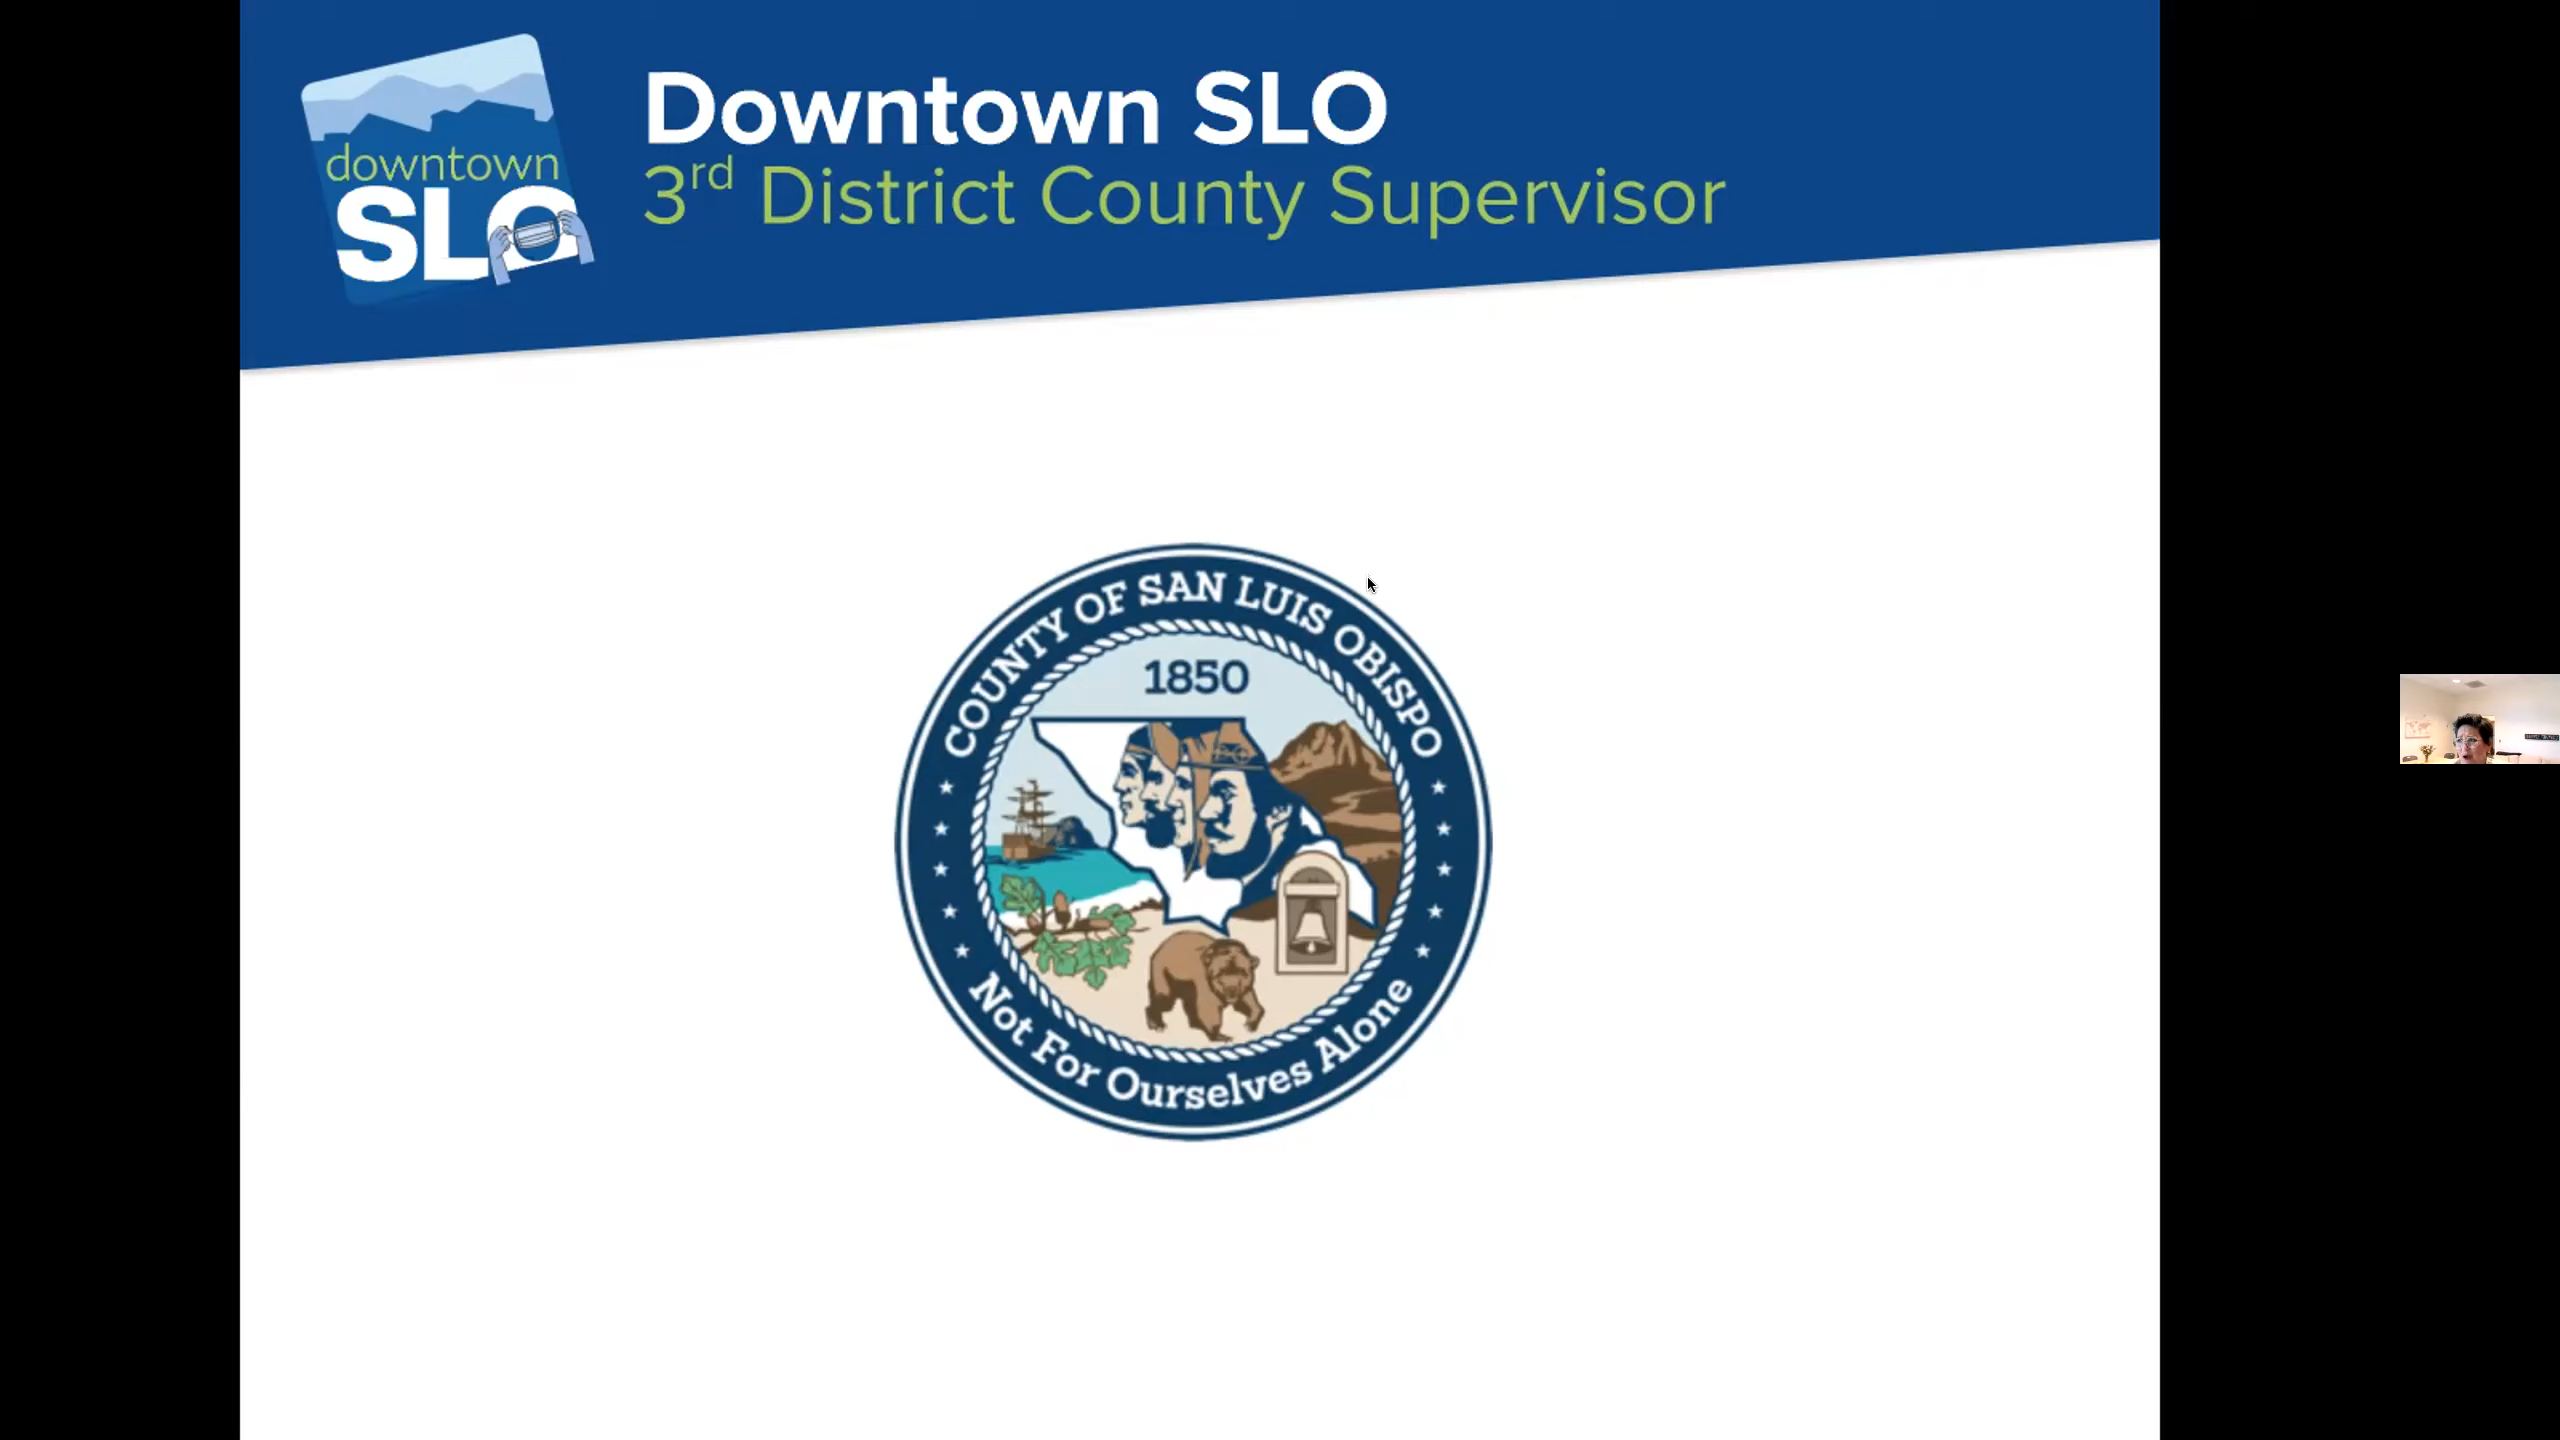 downtown
SLO
Downtown SLO
3rd District County Supervisor
COUNTY OF SAN LUIS OBISPO
1850
Not For Ourselves Alone